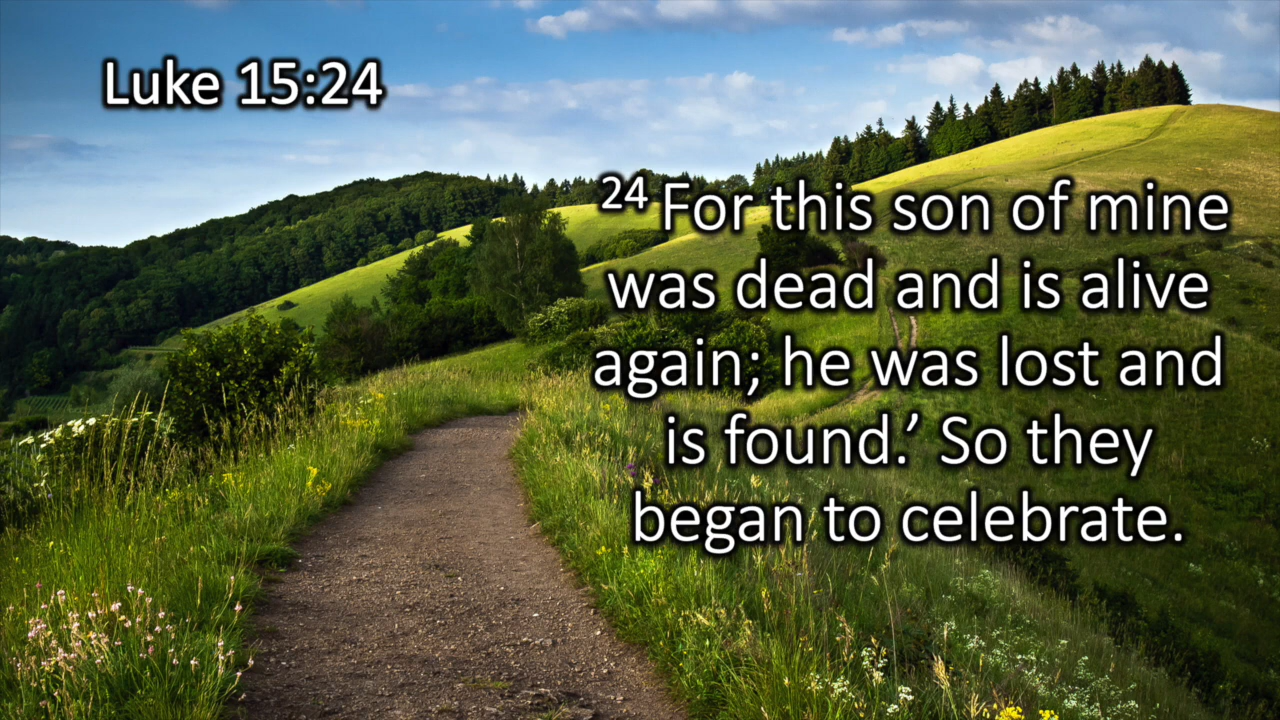 Luke 15:24
24 For this son of mine
was dead and is alive
again; he was lost and
is found.’ So they
began to celebrate.